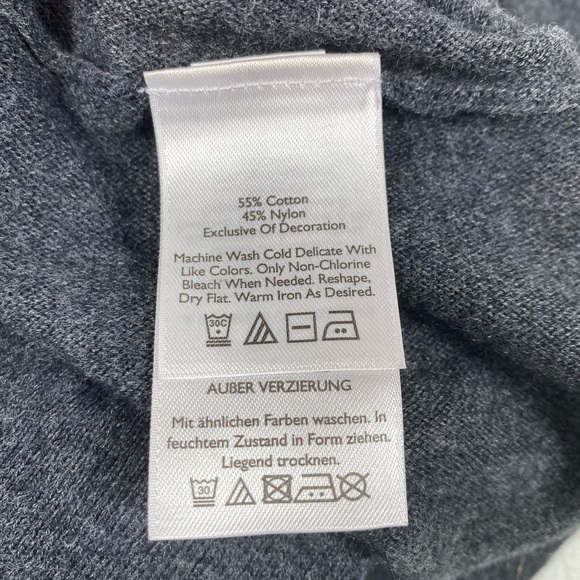 55% Cotton
45% Nylon
Exclusive Of Decoration
Machine Wash Cold Delicate With
Like Colors. Only Non-Chlorine
Bleach When Needed. Reshape,
Dry Flat. Warm Iron As Desired.
30C
AUßER VERZIERUNG
Mit ähnlichen Farben waschen. In
feuchtem Zustand in Form ziehen.
Liegend trocknen.
30